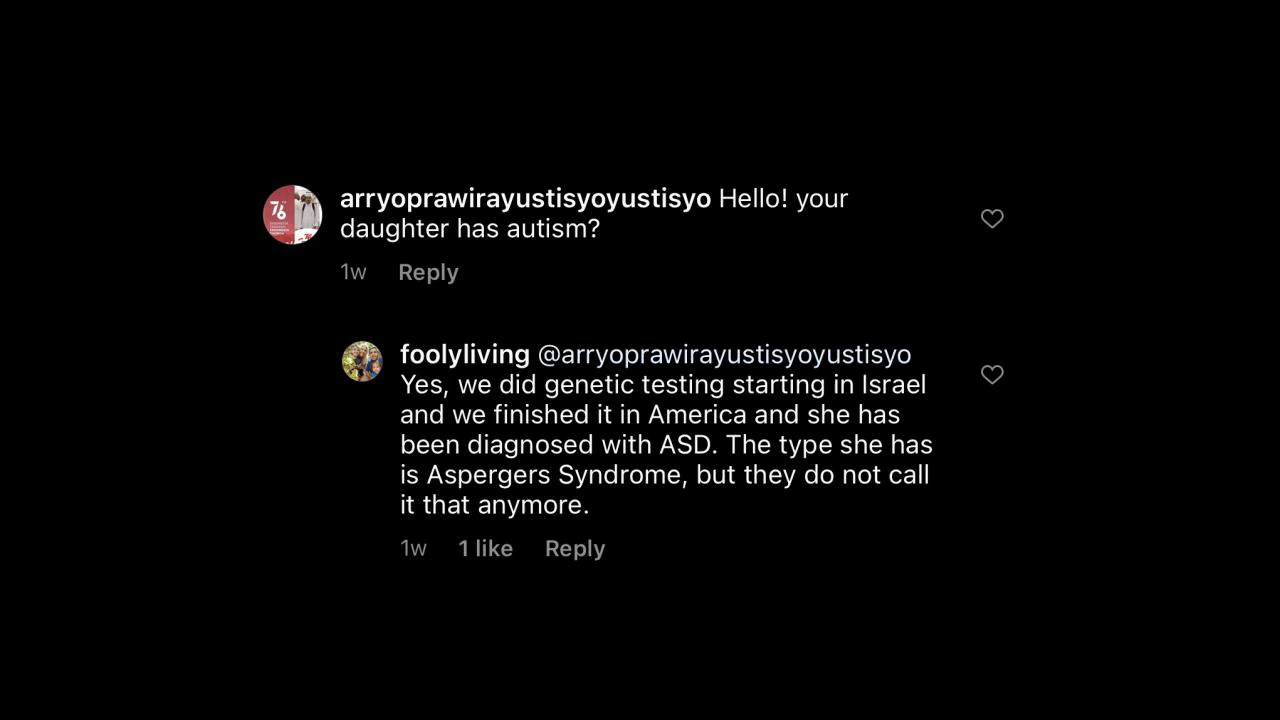 arryoprawirayustisyoyustisyo Hello! your
daughter has autism?
1w Reply
foolyliving @arryoprawirayustisyoyustisyo
Yes, we did genetic testing starting in Israel
and we finished it in America and she has
been diagnosed with ASD. The type she has
is Aspergers Syndrome, but they do not call
it that anymore.
1w 1 like Reply
76